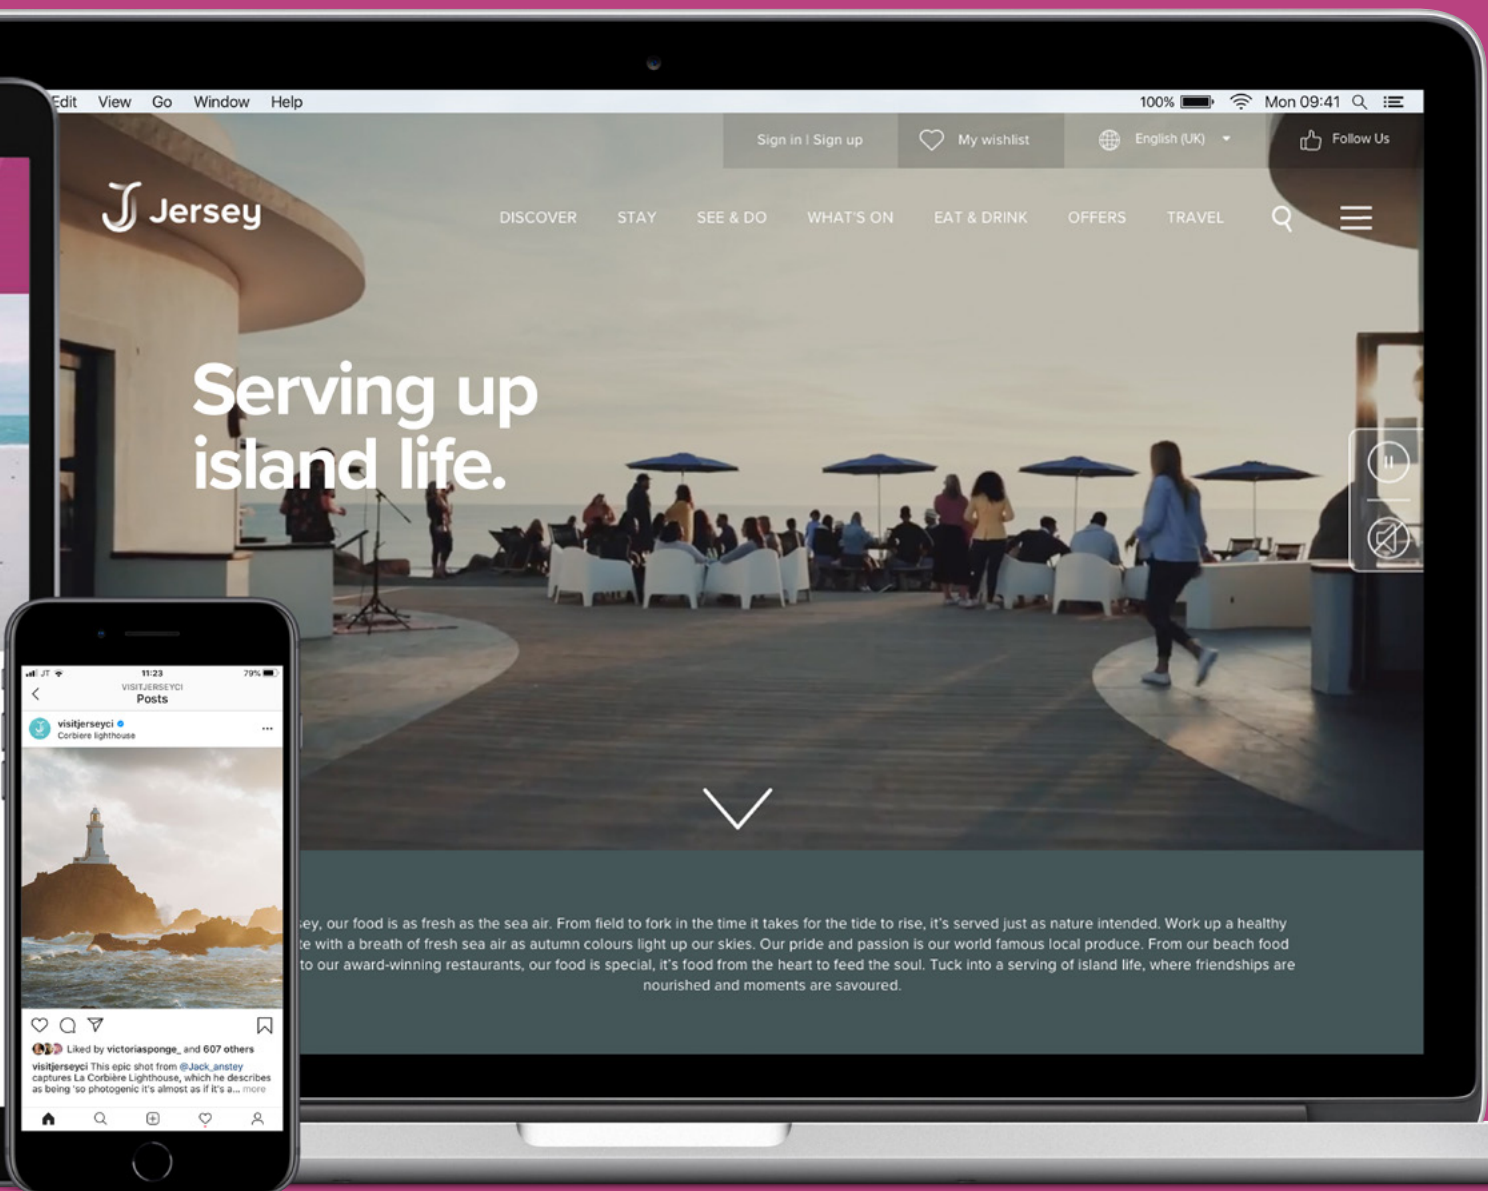 Edit View Go Window Help
100% Mon 09:41
Sign in | Sign up My wishlist English (UK) Follow Us
Jersey
DISCOVER STAY SEE & DO WHAT'S ON EAT & DRINK OFFERS TRAVEL
Serving up
island life.
our food is as fresh as the sea air. From field to fork in the time it takes for the tide to rise, it's served just as nature intended. Work up a healthy
with a breath of fresh sea air as autumn colours light up our skies. Our pride and passion is our world famous local produce. From our beach food
to our award-winning restaurants, our food is special, it's food from the heart to feed the soul. Tuck into a serving of island life, where friendships are
nourished and moments are savoured.
JT 11:23 79%
VISITJERSEYCI
Posts
visitjerseyci
Corbiere lighthouse
Liked by victoriasponge_ and 607 others
visitjerseyci This epic shot from @Jack_anstey
captures La Corbière Lighthouse, which he describes
as being 'so photogenic it's almost as if it's a... more